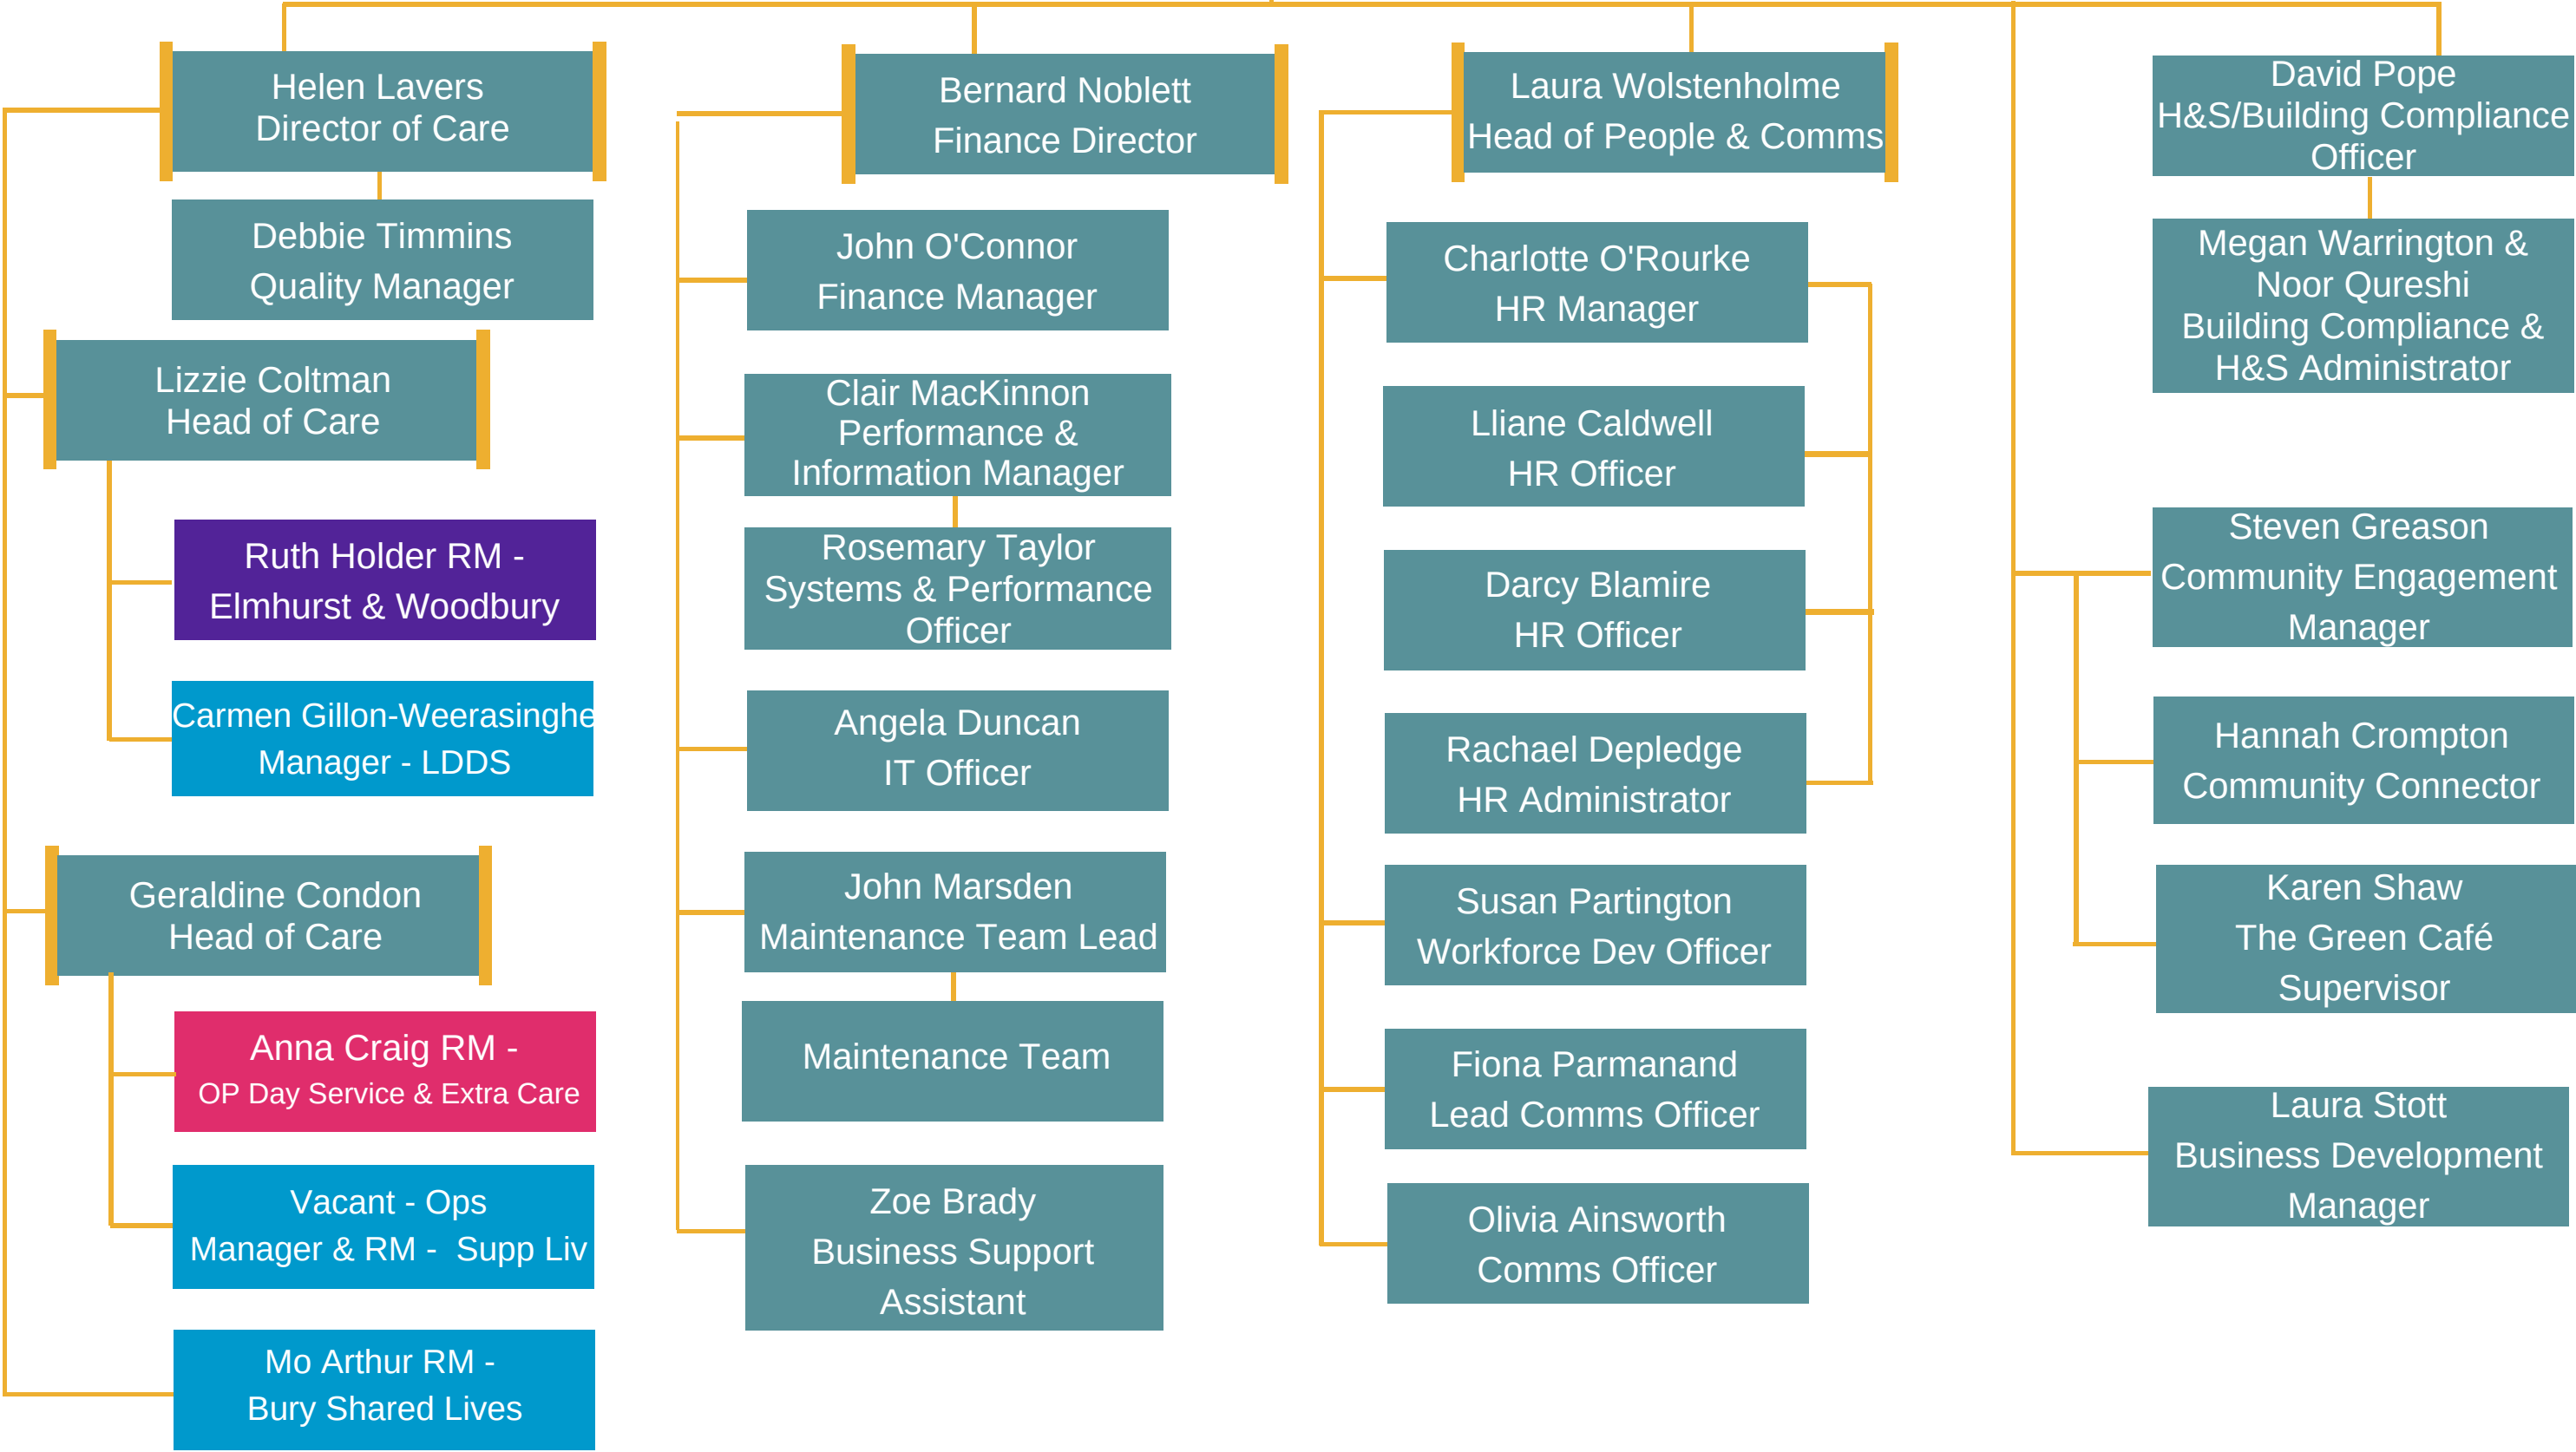 Helen Lavers
Director of Care
Debbie Timmins
Quality Manager
Lizzie Coltman
Head of Care
Ruth Holder RM -
Elmhurst & Woodbury
Carmen Gillon-Weerasinghe
Manager - LDDS
Geraldine Condon
Head of Care
Anna Craig RM -
OP Day Service & Extra Care
Vacant - Ops
Manager & RM - Supp Liv
Mo Arthur RM -
Bury Shared Lives
Bernard Noblett
Finance Director
John O'Connor
Finance Manager
Clair MacKinnon
Performance &
Information Manager
Rosemary Taylor
Systems & Performance
Officer
Angela Duncan
IT Officer
John Marsden
Maintenance Team Lead
Maintenance Team
Zoe Brady
Business Support
Assistant
Laura Wolstenholme
Head of People & Comms
Charlotte O'Rourke
HR Manager
Lliane Caldwell
HR Officer
Darcy Blamire
HR Officer
Rachael Depledge
HR Administrator
Susan Partington
Workforce Dev Officer
Fiona Parmanand
Lead Comms Officer
Olivia Ainsworth
Comms Officer
David Pope
H&S/Building Compliance
Officer
Megan Warrington &
Noor Qureshi
Building Compliance &
H&S Administrator
Steven Greason
Community Engagement
Manager
Hannah Crompton
Community Connector
Karen Shaw
The Green Café
Supervisor
Laura Stott
Business Development
Manager